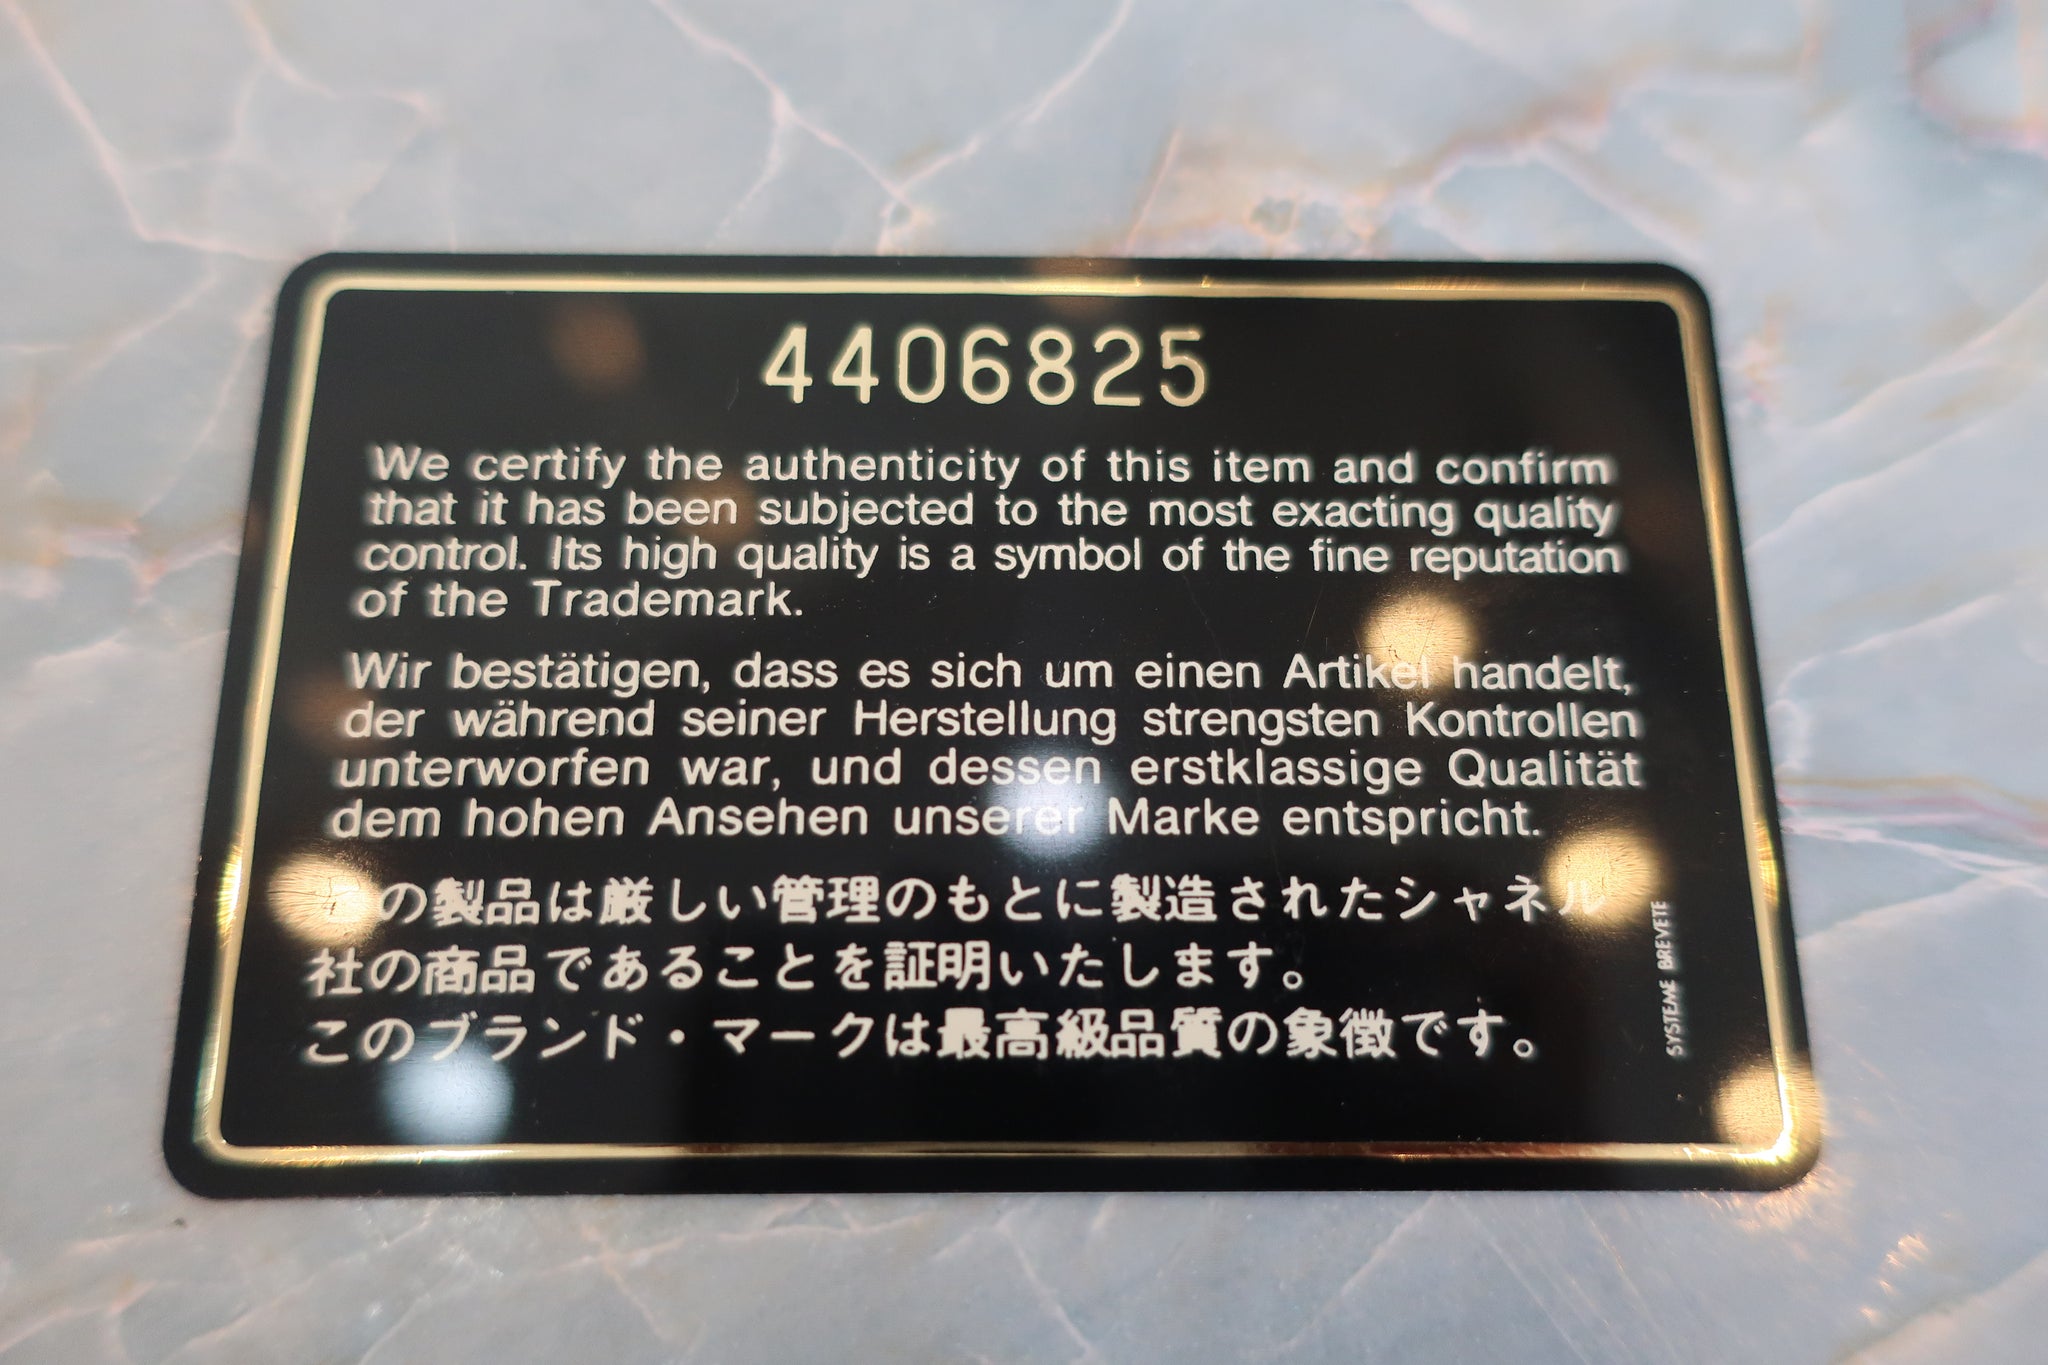 4406825
We certify the authenticity of this item and confirm
that it has been subjected to the most exacting quality
control. Its high quality is a symbol of the fine reputation
of the Trademark.
Wir bestätigen, dass es sich um einen Artikel handelt,
der während seiner Herstellung strengsten Kontrollen
unterworfen war, und dessen erstklassige Qualität
dem hohen Ansehen unserer Marke entspricht.
この製品は厳しい管理のもとに製造されたシャネル
社の商品であることを証明いたします。
このブランド・マークは最高級品質の象徴です。
SYSTEME BREVETE